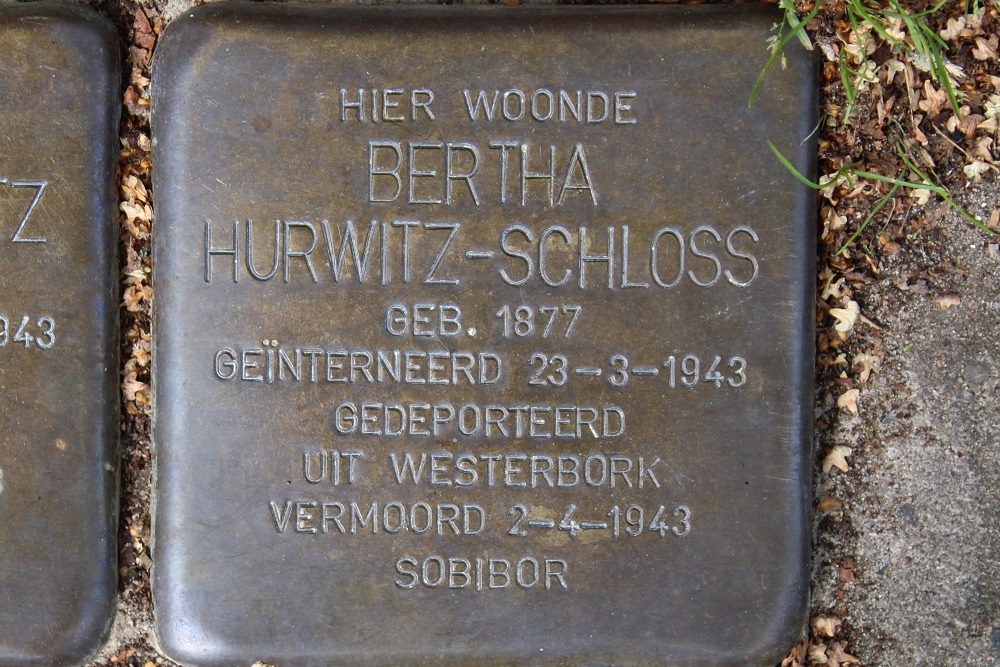 HIER WOONDE
BERTHA
HURWITZ-SCHLOSS
GEB. 1877
GEÏNTERNEERD 23-3-1943
GEDEPORTEERD
UIT WESTERBORK
VERMOORD 2-4-1943
SOBIBOR